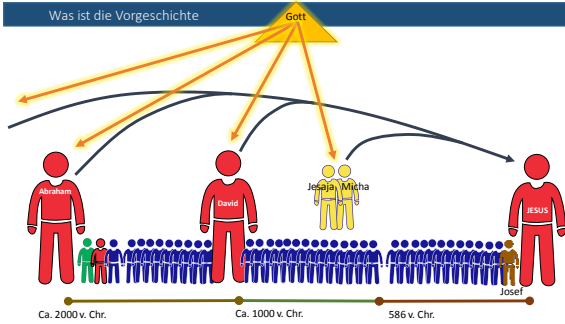 Was ist die Vorgeschichte
Gott
Abraham
David
Jesaja Micha
JESUS
Josef
Ca. 2000 v. Chr.
Ca. 1000 v. Chr.
586 v. Chr.